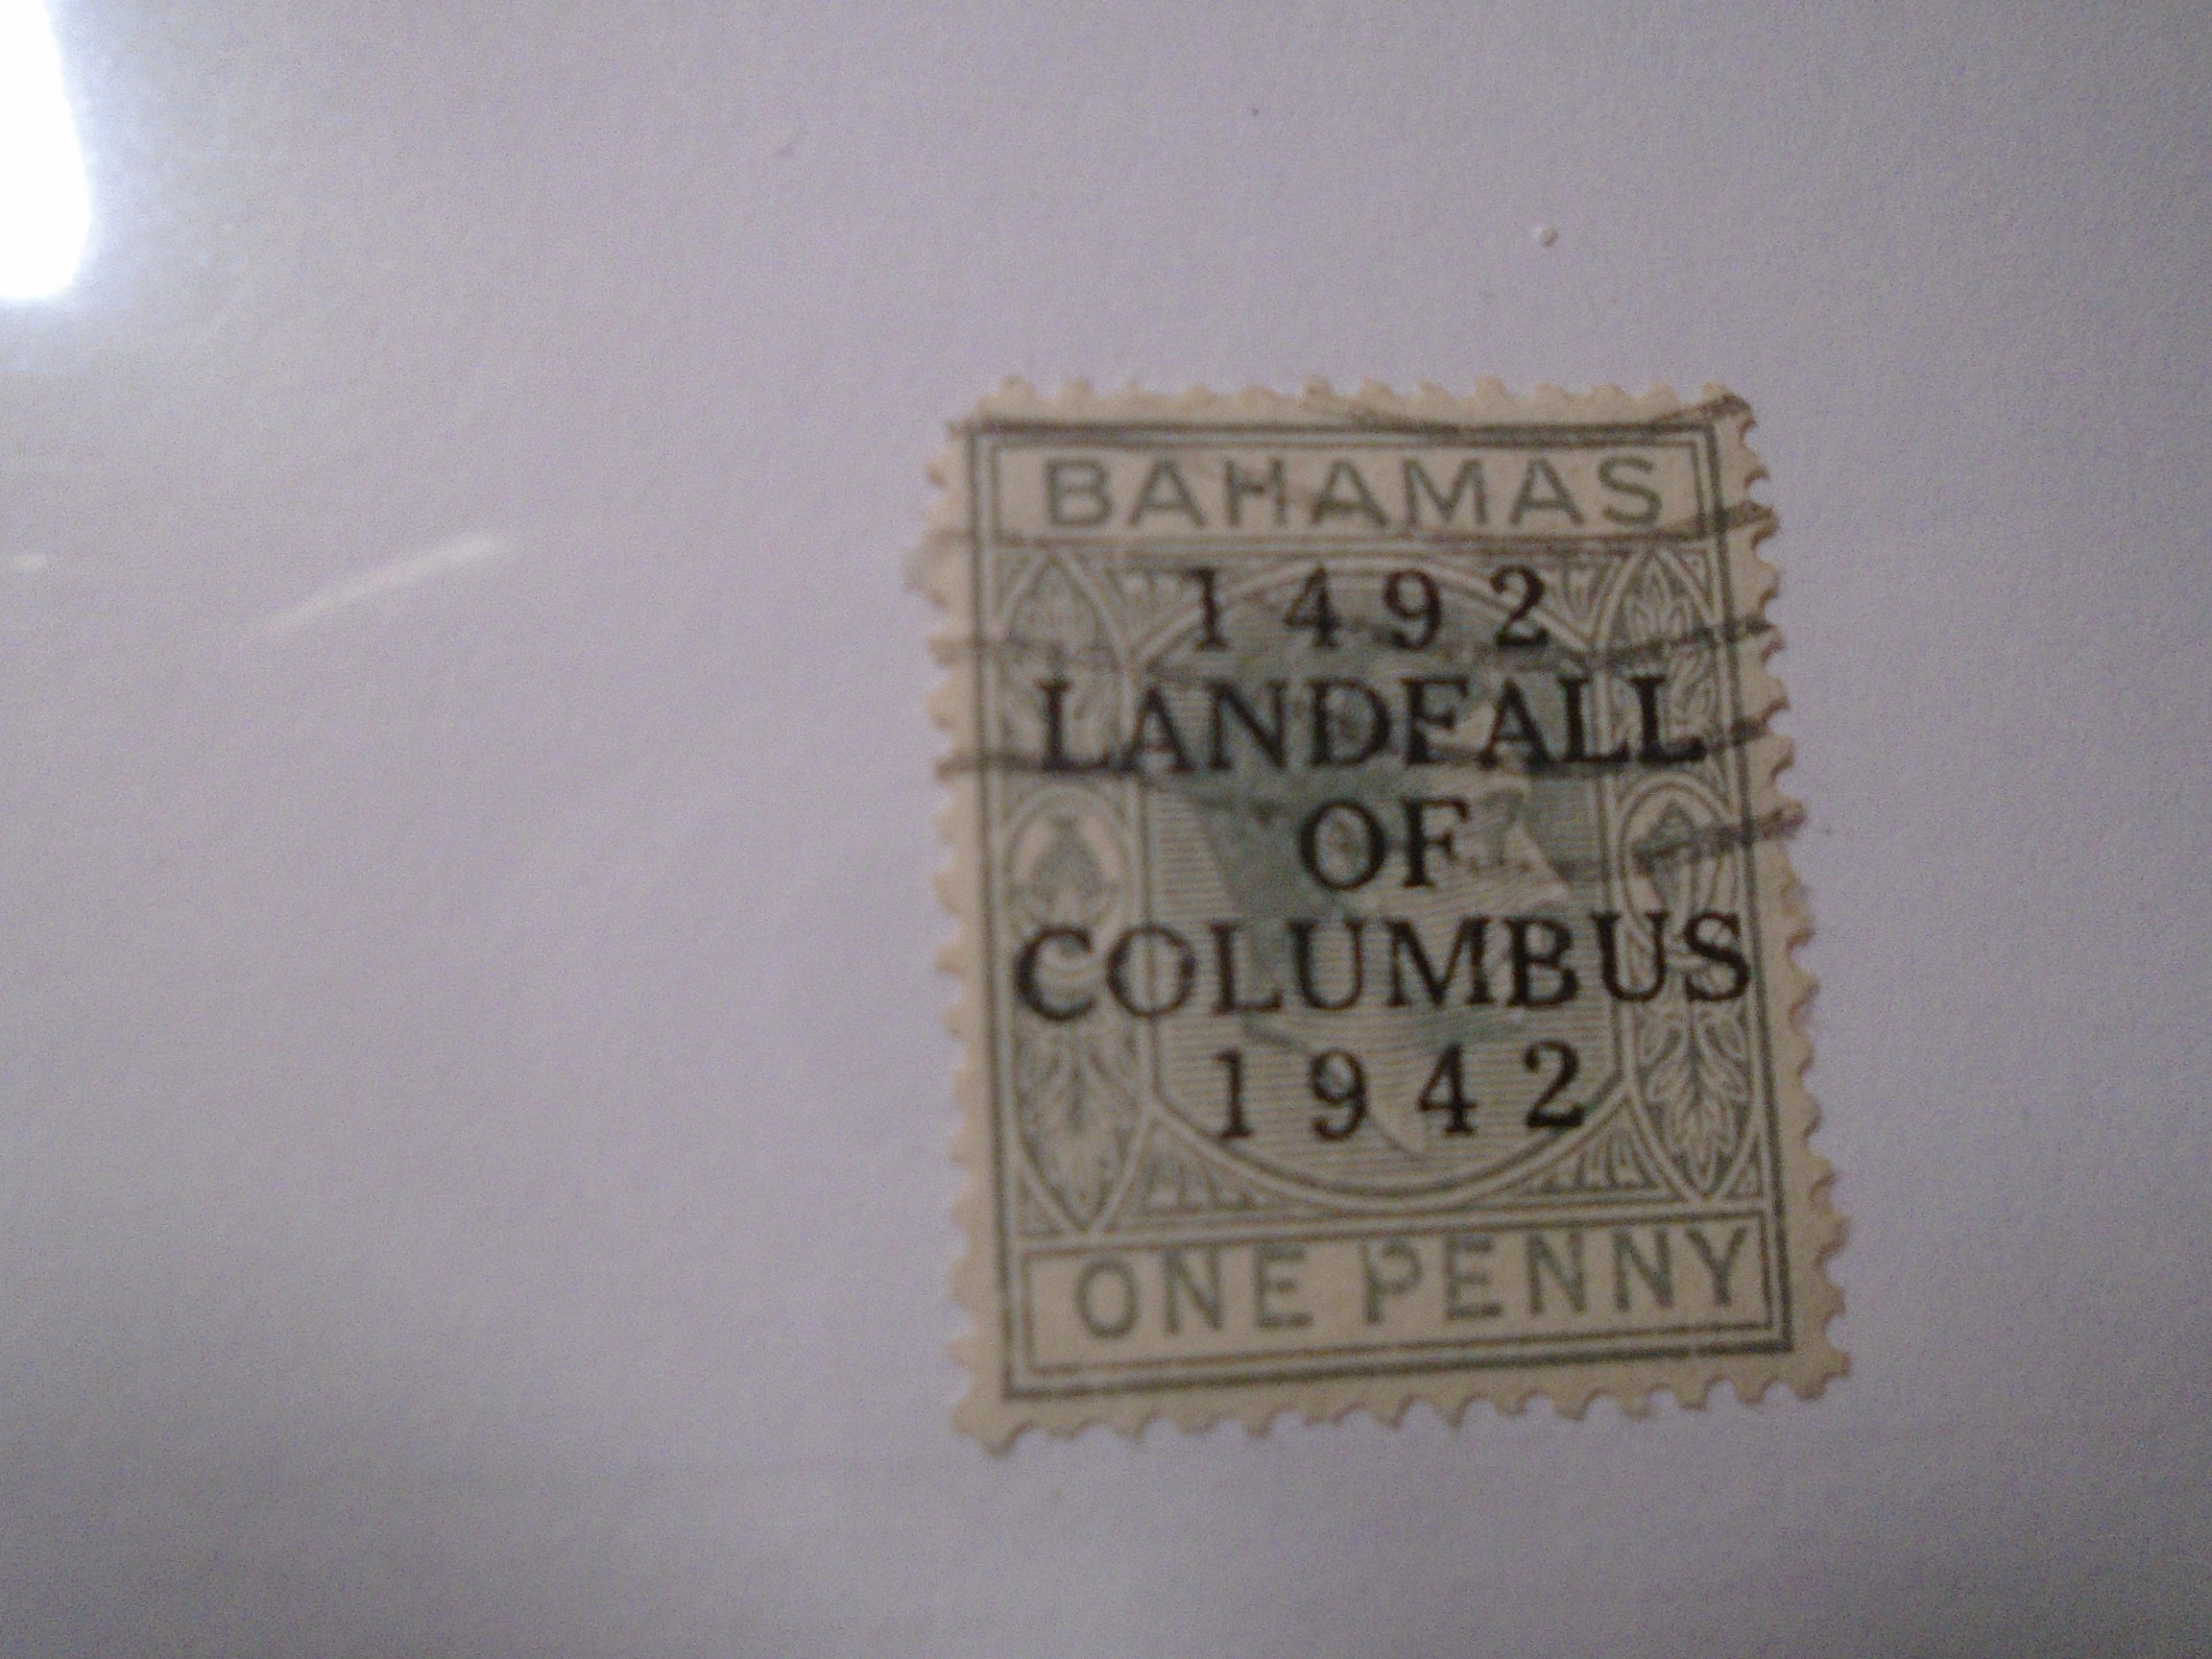 BAHAMAS
1492
LANDFALL
OF
COLUMBUS
1942
ONE PENNY